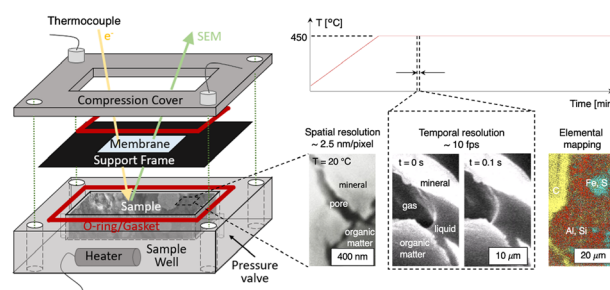 Thermocouple
e⁻
SEM
Compression Cover
Membrane
Support Frame
Sample
O-ring/Gasket
Sample
Well
Heater
Pressure
valve
T [°C]
450
Spatial resolution
~ 2.5 nm/pixel
T = 20 °C
mineral
pore
organic
matter
400 nm
Temporal resolution
~ 10 fps
t = 0 s
mineral
gas
liquid
organic
matter
t = 0.1 s
10 μm
Elemental
mapping
C
Fe, S
Al, Si
20 μm